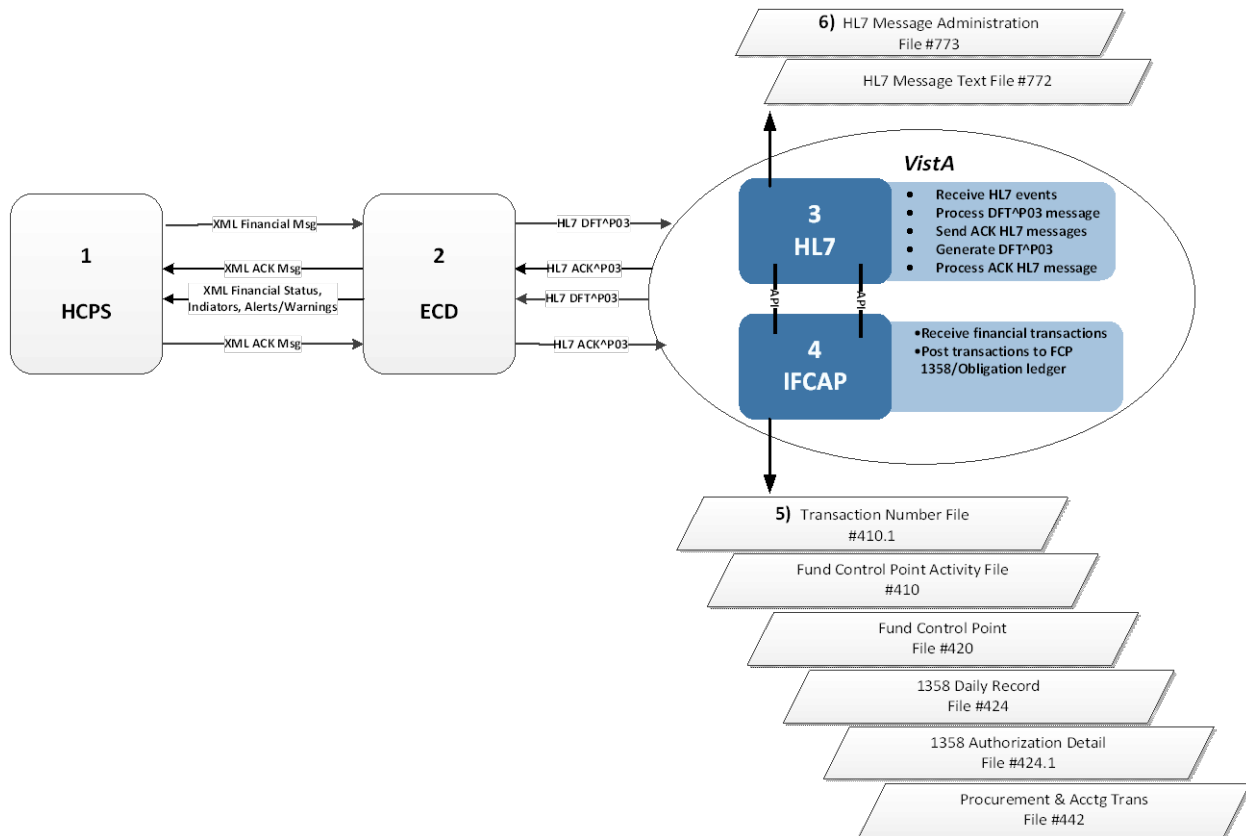 6) HL7 Message Administration
File #773
HL7 Message Text File #772
VistA
1
HCPS
XML Financial Msg
XML ACK Msg
XML Financial Status,
Indiators, Alerts/Warnings
XML ACK Msg
2
ECD
HL7 DFT^P03
HL7 ACK^P03
HL7 DFT^P03
HL7 ACK^P03
3
HL7
• Receive HL7 events
• Process DFT^P03 message
• Send ACK HL7 messages
• Generate DFT^P03
• Process ACK HL7 message
API
API
4
IFCAP
•Receive financial transactions
•Post transactions to FCP
1358/Obligation ledger
5) Transaction Number File
#410.1
Fund Control Point Activity File
#410
Fund Control Point
File #420
1358 Daily Record
File #424
1358 Authorization Detail
File #424.1
Procurement & Acctg Trans
File #442